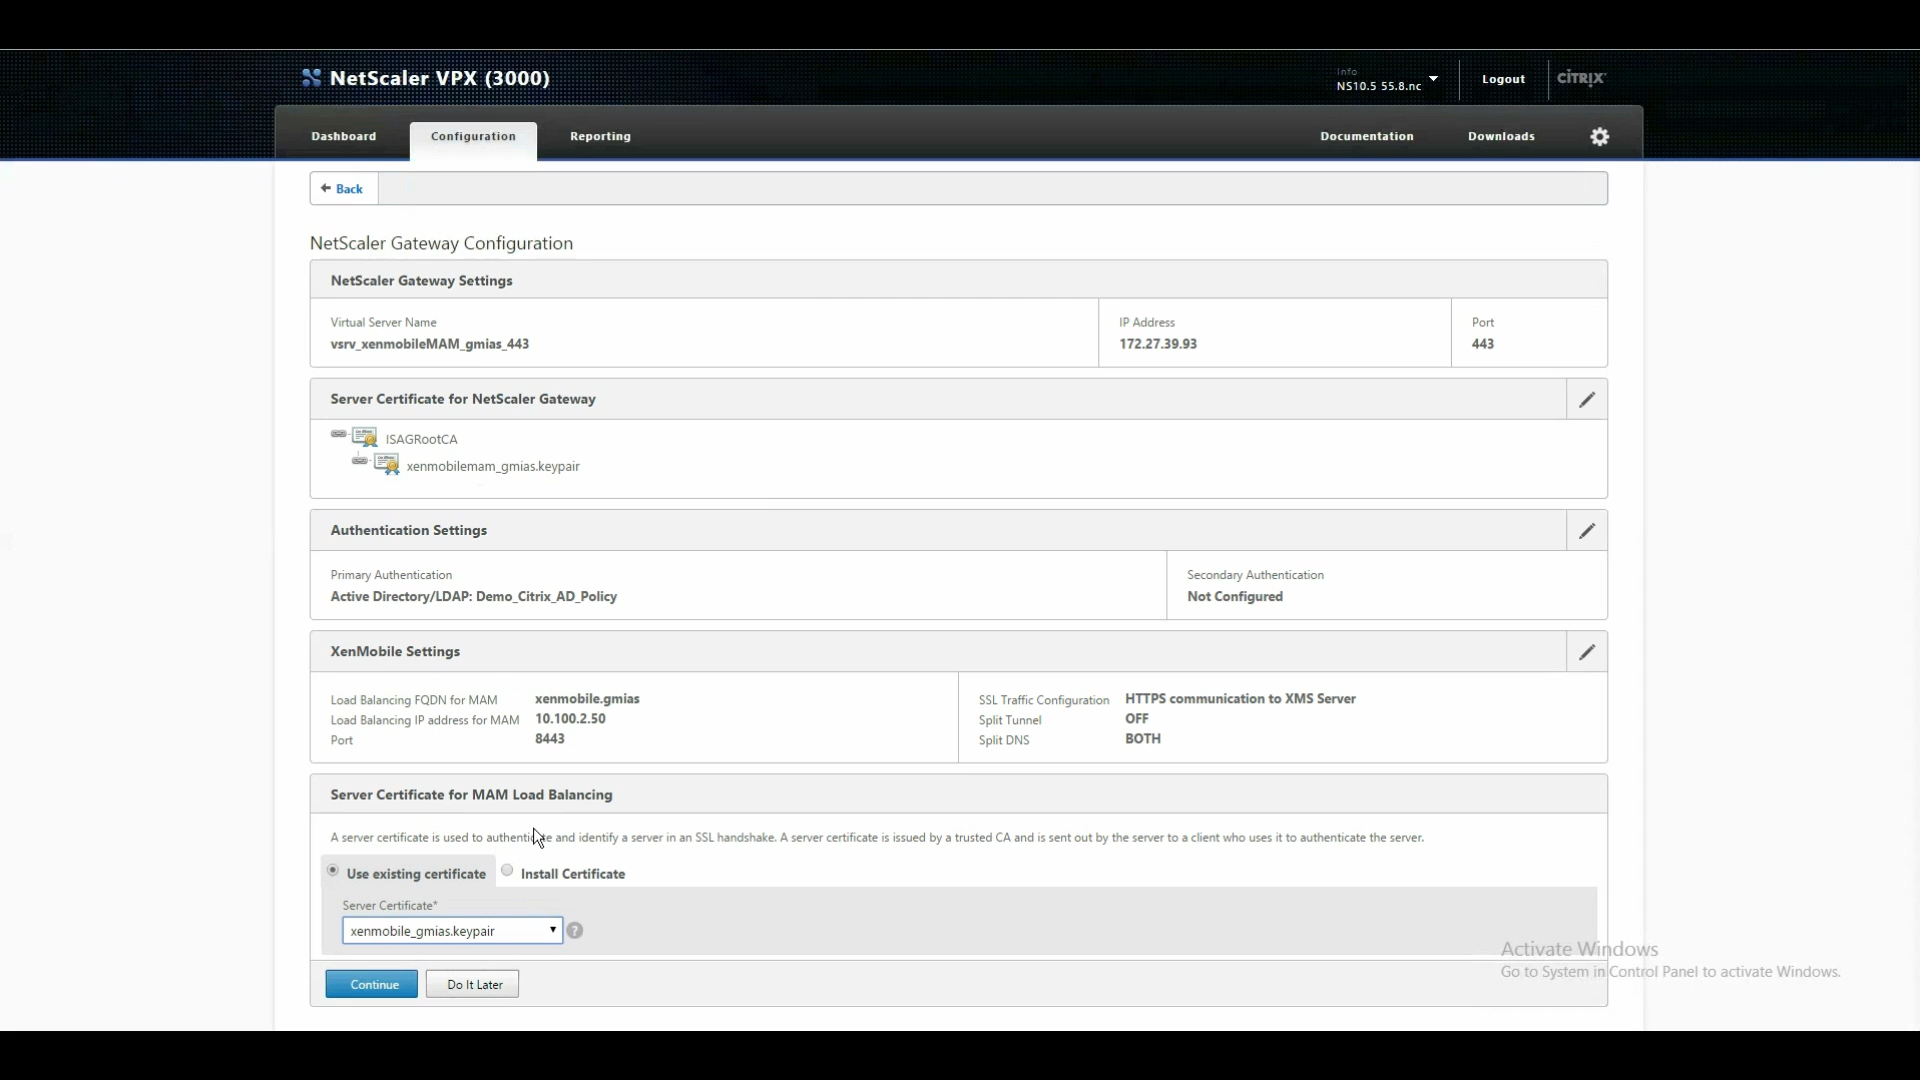 NetScaler VPX (3000)
Info
NS10.5 55.8.nc
Logout
CITRIX
Dashboard
Configuration
Reporting
Documentation
Downloads
Back
NetScaler Gateway Configuration
NetScaler Gateway Settings
Virtual Server Name
IP Address
Port
vsrv_xenmobileMAM_gmias_443
172.27.39.93
443
Server Certificate for NetScaler Gateway
ISAGRootCA
xenmobilemam_gmias.keypair
Authentication Settings
Primary Authentication
Secondary Authentication
Active Directory/LDAP: Demo_Citrix_AD_Policy
Not Configured
XenMobile Settings
Load Balancing FQDN for MAM xenmobile.gmias
Load Balancing IP address for MAM 10.100.2.50
Port 8443
SSL Traffic Configuration HTTPS communication to XMS Server
Split Tunnel OFF
Split DNS BOTH
Server Certificate for MAM Load Balancing
A server certificate is used to authenticate and identify a server in an SSL handshake. A server certificate is issued by a trusted CA and is sent out by the server to a client who uses it to authenticate the server.
Use existing certificate
Install Certificate
Server Certificate*
xenmobile_gmias.keypair
?
Continue
Do It Later
Activate Windows
Go to System in Control Panel to activate Windows.